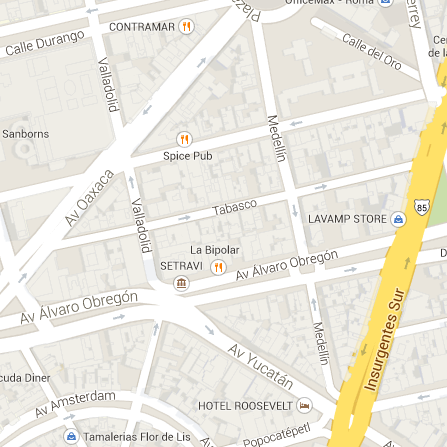 OfficeMax - Roma
CONTRAMAR
Plaza
Calle Durango
Calle del Oro
Valladolid
Sanborns
Medellín
Spice Pub
Av Oaxaca
Valladolid
Tabasco
LAVAMP STORE
85
La Bipolar
SETRAVI
Av Álvaro Obregón
Av Álvaro Obregón
Insurgentes Sur
Medellín
Av Yucatán
Av Amsterdam
HOTEL ROOSEVELT
Tamalerias Flor de Lis
Popocatépetl